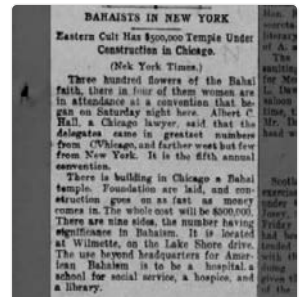 BAHAISTS IN NEW YORK
Eastern Cult Has $500,000 Temple Under
Construction in Chicago.
(Nek York Times.)
Three hundred flowers of the Bahai
faith, there in four of them women are
in attendance at a convention that be-
gan on Saturday night here. Albert C.
Hall, a Chicago lawyer, said that the
delegates came in greatset numbers
from CVhicago, and farther west but few
from New York. It is the fifth annual
convention.
There is building in Chicago a Bahai
temple. Foundation are laid, and con-
struction goes on as fast as money
comes in. The whole cost will be $500,000.
There are nine sides, the number having
significance in Bahaism. It is located
at Wilmette, on the Lake Shore drive.
The use beyond headquarters for Amer-
ican Bahaism is to be a hospital, a
school for social service, a hospice, and
a library.